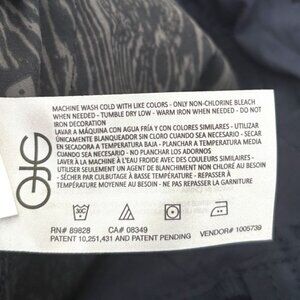 MACHINE WASH COLD WITH LIKE COLORS - ONLY NON-CHLORINE BLEACH
WHEN NEEDED - TUMBLE DRY LOW - WARM IRON WHEN NEEDED - DO NOT
IRON DECORATION
LAVAR A MÁQUINA CON AGUA FRÍA Y CON COLORES SIMILARES - UTILIZAR
ÚNICAMENTE BLANQUEADOR SIN CLORO CUANDO SEA NECESARIO - SECAR
EN SECADORA A TEMPERATURA BAJA - PLANCHAR A TEMPERATURA BAJA
CUANDO SEA NECESARIO - NO PLANCHAR LOS ADORNOS
LAVER A LA MACHINE À L'EAU FROIDE AVEC DES COULEURS SIMILAIRES -
UTILISER SEULEMENT UN AGENT DE BLANCHIMENT NON CHLORÉ AU BESOIN
- SÉCHER PAR CULBUTAGE À BASSE TEMPÉRATURE - REPASSER À
TEMPÉRATURE MOYENNE AU BESOIN - NE PAS REPASSER LA GARNITURE
RN# 89828 CA# 08349 VENDOR# 1005739
PATENT 10,251,431 AND PATENT PENDING